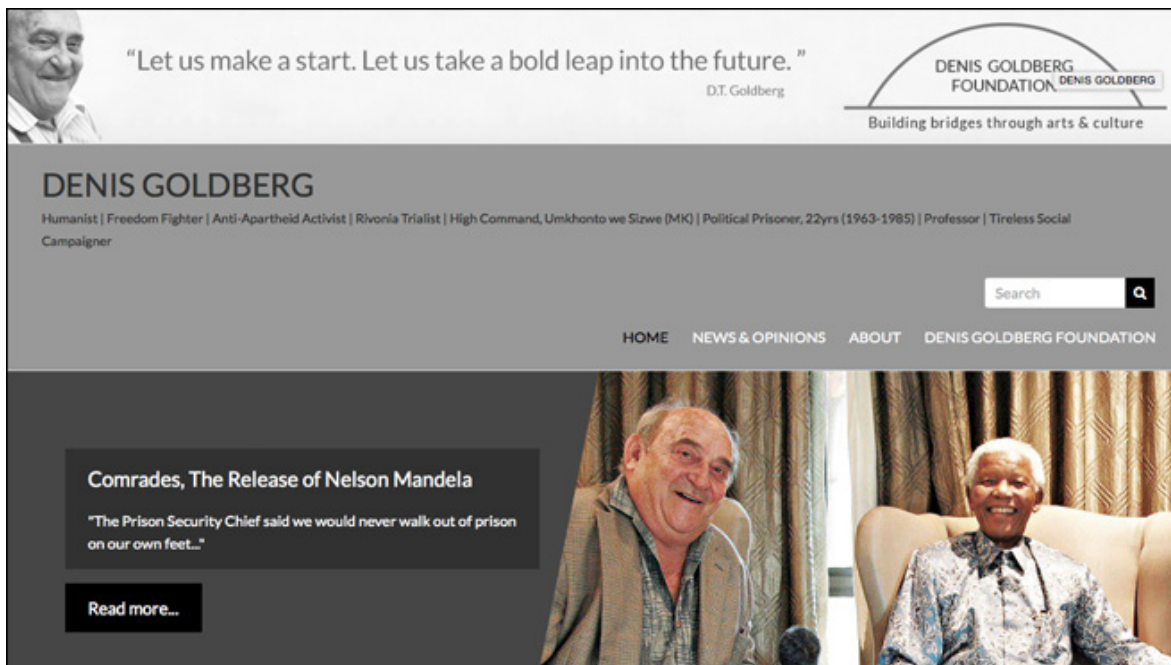 “Let us make a start. Let us take a bold leap into the future. ”
D.T. Goldberg
DENIS GOLDBERG
FOUNDATION
DENIS GOLDBERG
Building bridges through arts & culture
DENIS GOLDBERG
Humanist | Freedom Fighter | Anti-Apartheid Activist | Rivonia Trialist | High Command, Umkhonto we Sizwe (MK) | Political Prisoner, 22yrs (1963-1985) | Professor | Tireless Social
Campaigner
Search
HOME NEWS & OPINIONS ABOUT DENIS GOLDBERG FOUNDATION
Comrades, The Release of Nelson Mandela
"The Prison Security Chief said we would never walk out of prison
on our own feet..."
Read more...